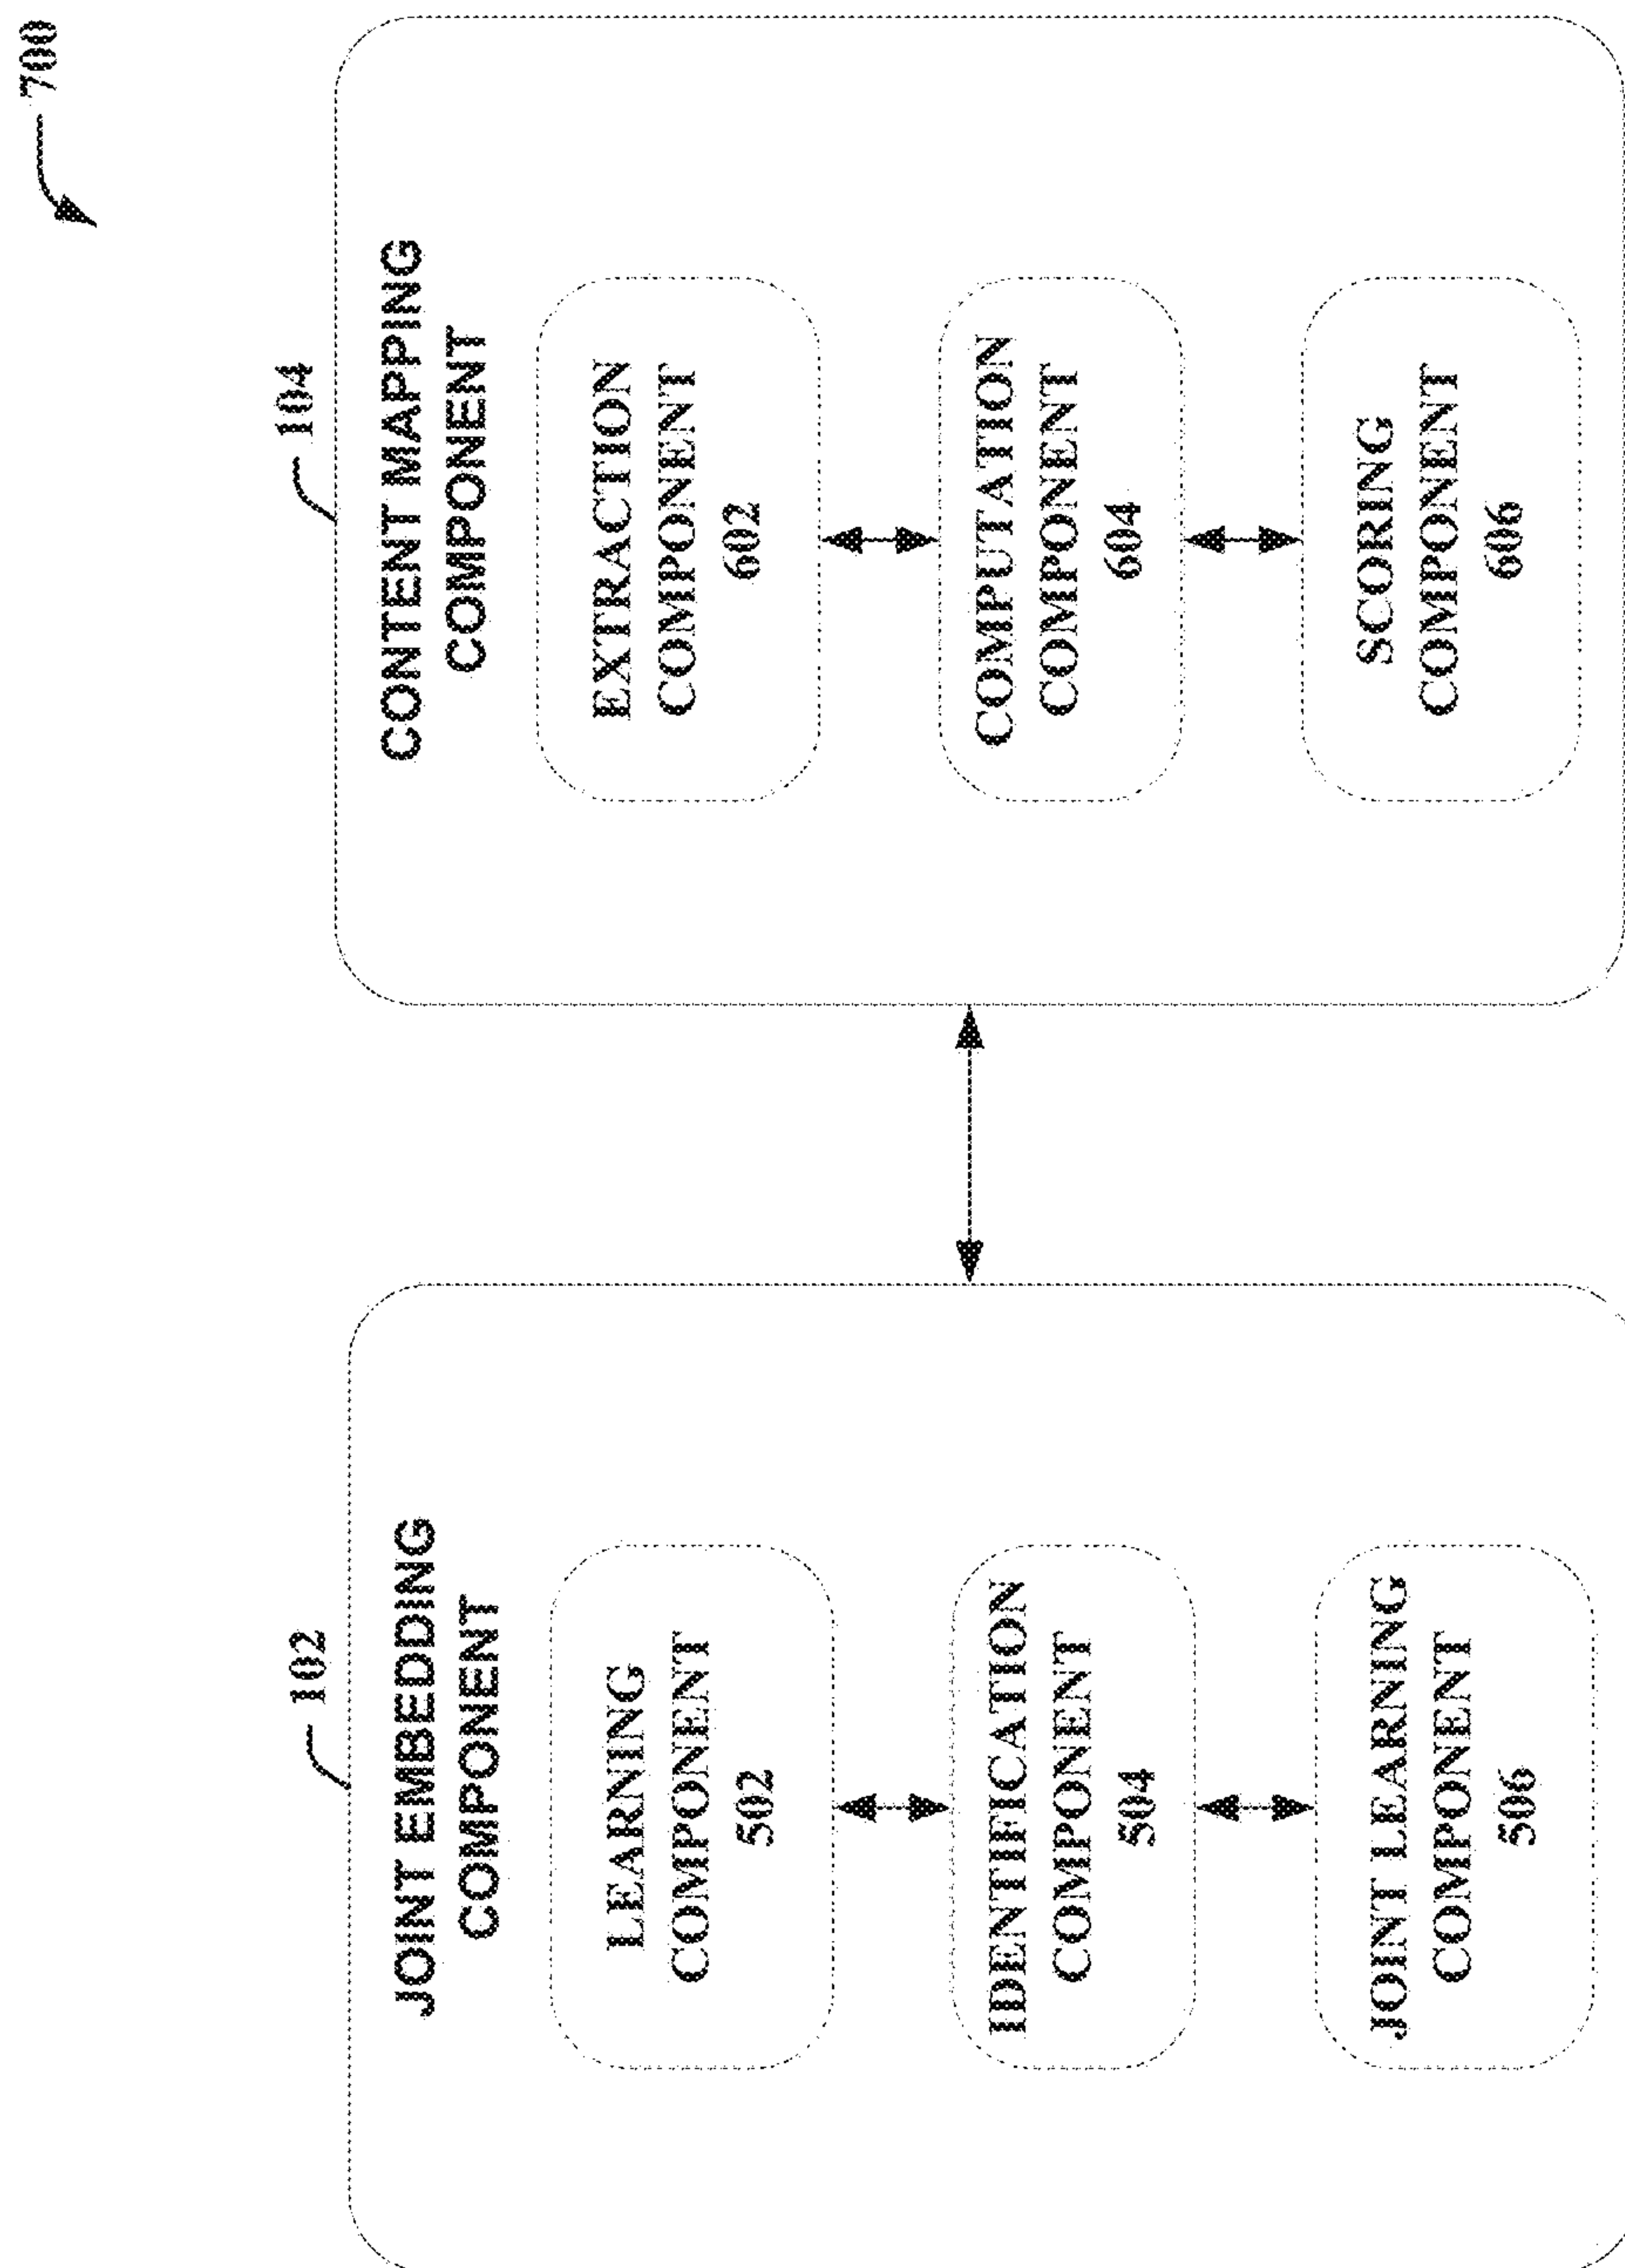 700
102
JOINT EMBEDDING
COMPONENT
LEARNING
COMPONENT
502
IDENTIFICATION
COMPONENT
504
JOINT LEARNING
COMPONENT
506
104
CONTENT MAPPING
COMPONENT
EXTRACTION
COMPONENT
602
COMPUTATION
COMPONENT
604
SCORING
COMPONENT
606